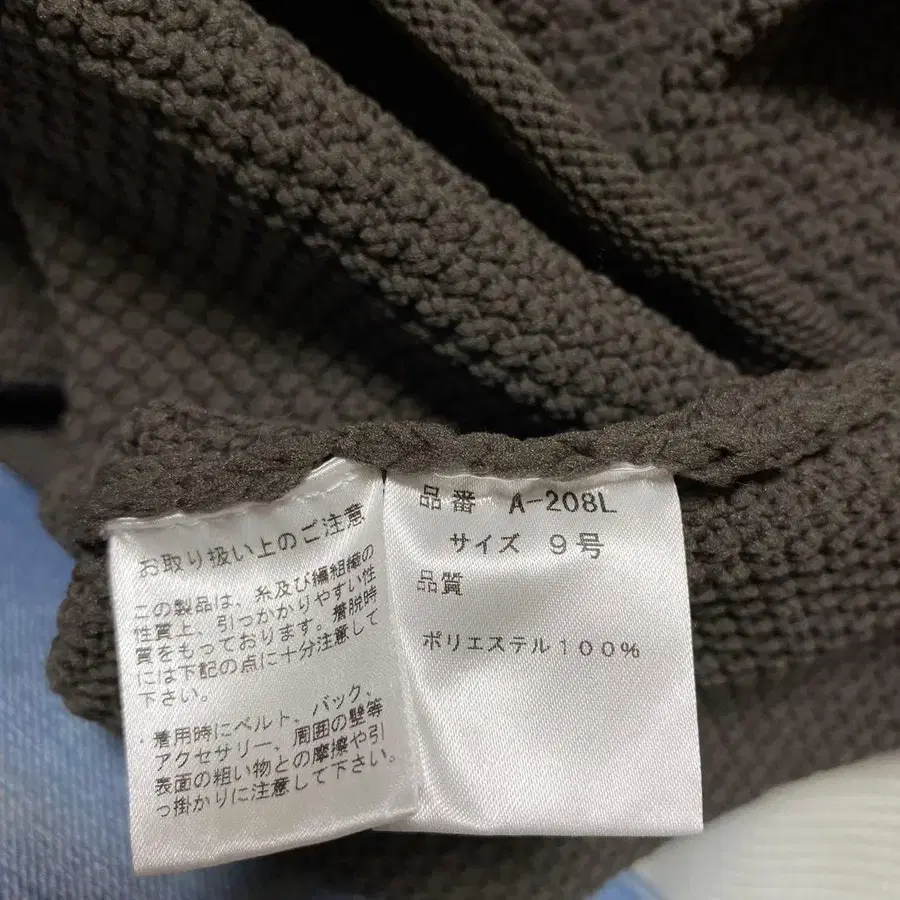 お取り扱い上のご注意
この製品は、糸及び編組織の
性質上、引っかかりやすい性
質をもっております。着脱時
には下記の点に十分注意して
下さい。
・着用時にベルト、バック、
アクセサリー、周囲の壁等
表面の粗い物との摩擦や引
っ掛かりに注意して下さい。
品番 A-208L
サイズ 9号
品質
ポリエステル100%